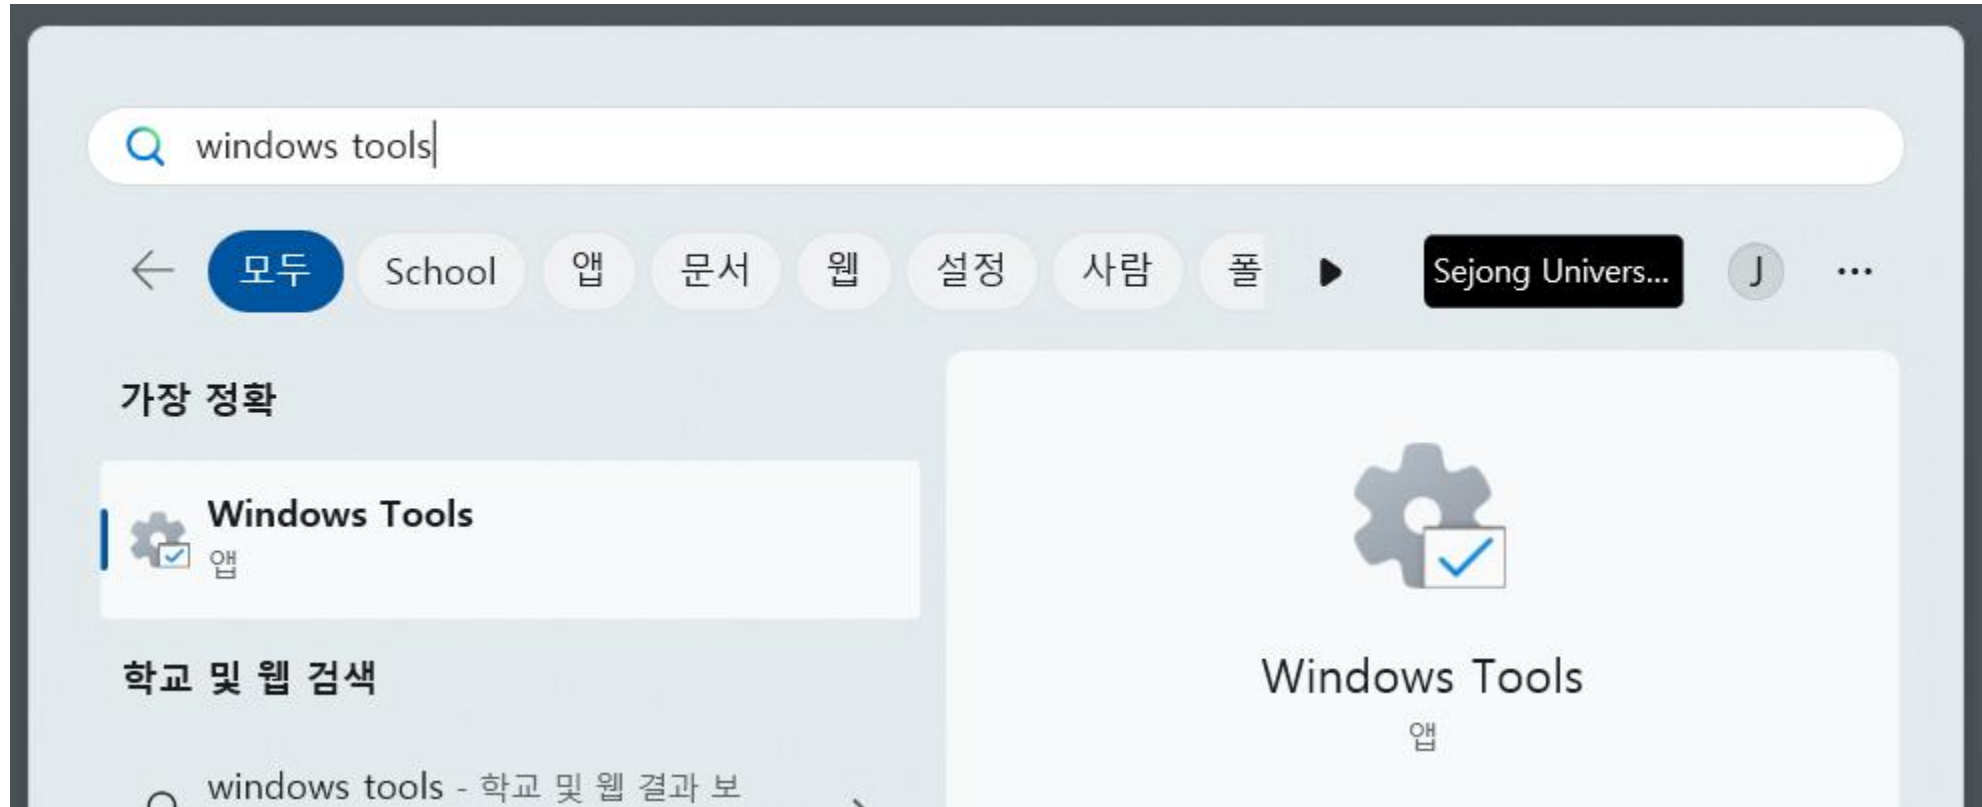 windows tools
모두 School 앱 문서 웹 설정 사람 폴 Sejong Univers... J ...
가장 정확
Windows Tools
앱
학교 및 웹 검색
windows tools - 학교 및 웹 결과 보
Windows Tools
앱